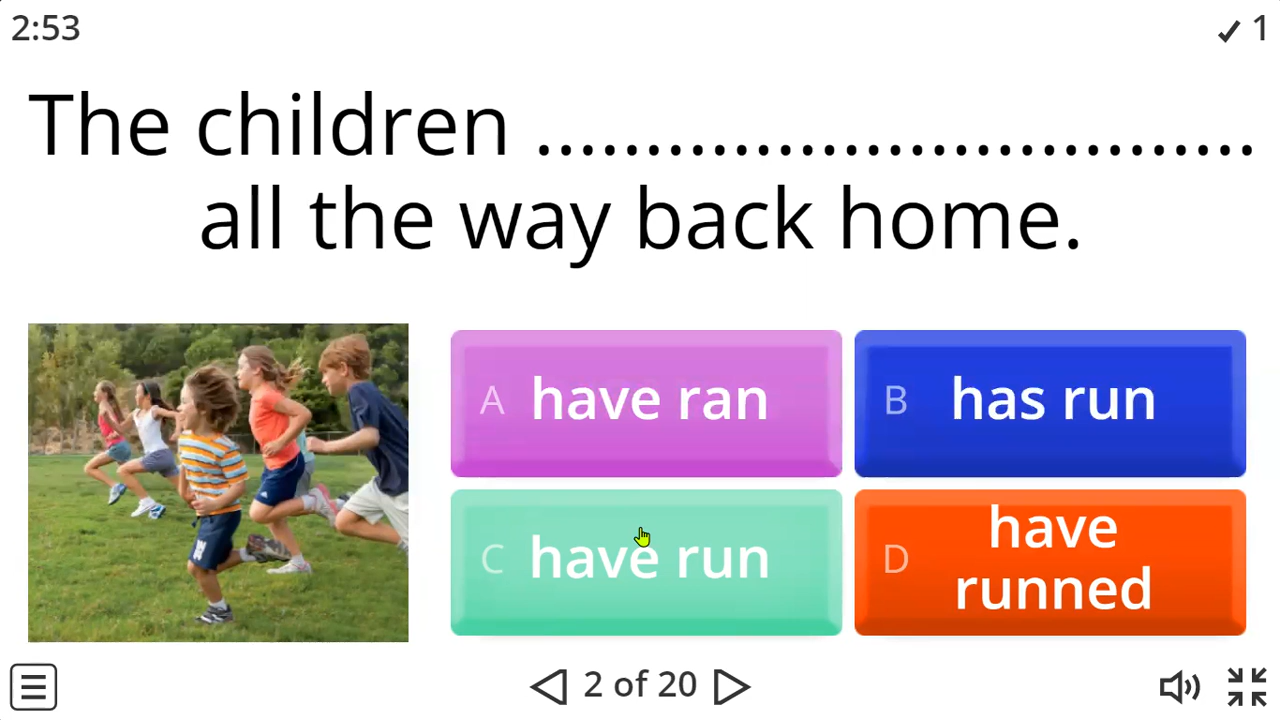 2:53
✓ 1
The children ................................
all the way back home.
A have ran
B has run
C have run
D have
runned
2 of 20